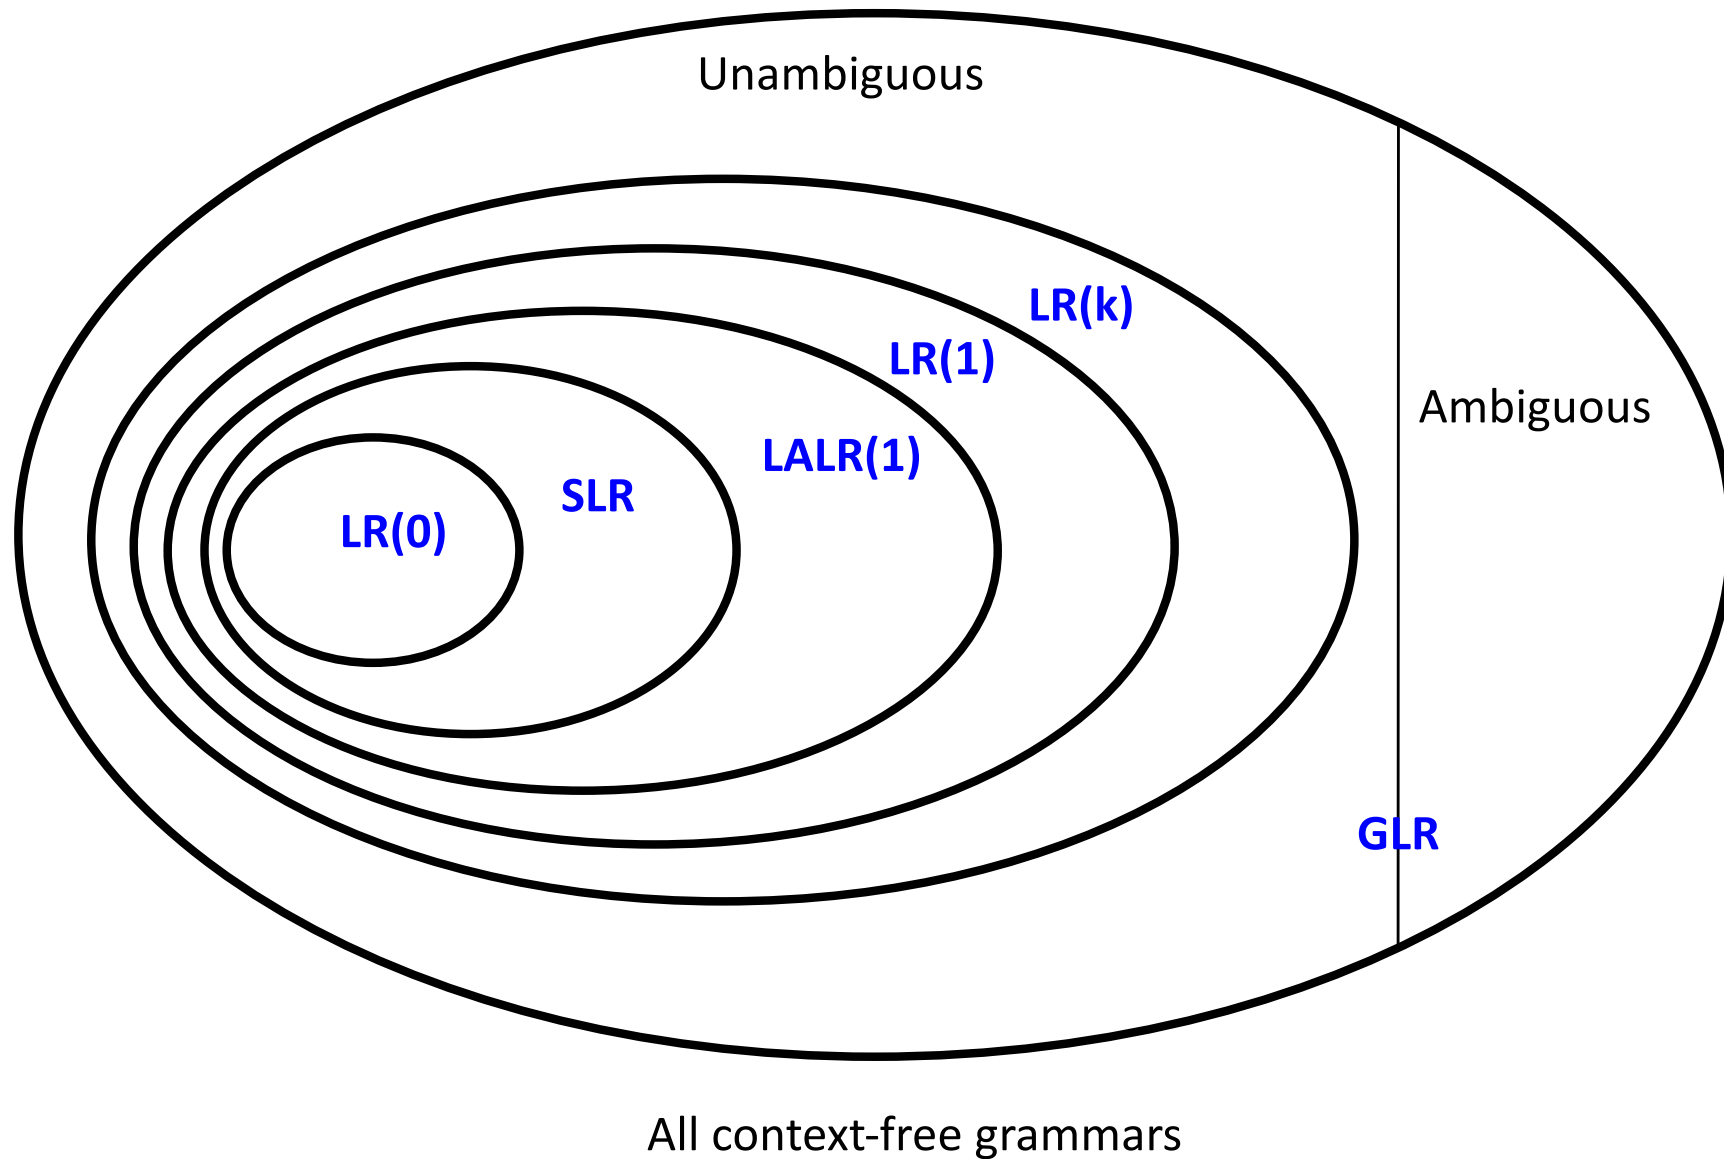 Unambiguous
LR(k)
LR(1)
Ambiguous
LALR(1)
SLR
LR(0)
GLR
All context-free grammars